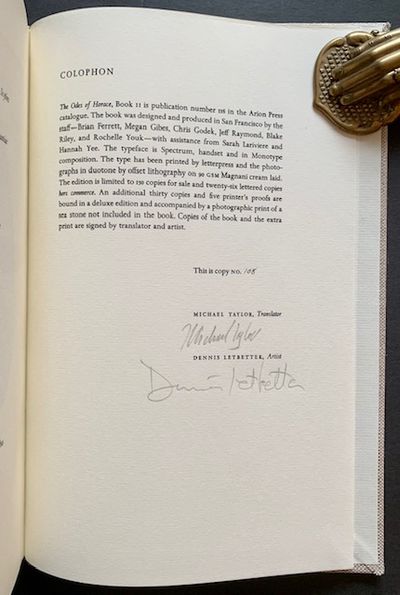 COLOPHON
The Odes of Horace, Book II is publication number 116 in the Arion Press
catalogue. The book was designed and produced in San Francisco by the
staff—Brian Ferrett, Megan Gibes, Chris Godek, Jeff Raymond, Blake
Riley, and Rochelle Youk—with assistance from Sarah Lariviere and
Hannah Yee. The typeface is Spectrum, handset and in Monotype
composition. The type has been printed by letterpress and the photo-
graphs in duotone by offset lithography on 90 GSM Magnani cream laid.
The edition is limited to 150 copies for sale and twenty-six lettered copies
hors commerce. An additional thirty copies and five printer's proofs are
bound in a deluxe edition and accompanied by a photographic print of a
sea stone not included in the book. Copies of the book and the extra
print are signed by translator and artist.
This is copy NO. 108
MICHAEL TAYLOR, Translator
Michael Taylor
DENNIS LETBETTER, Artist
Dennis Letbetter